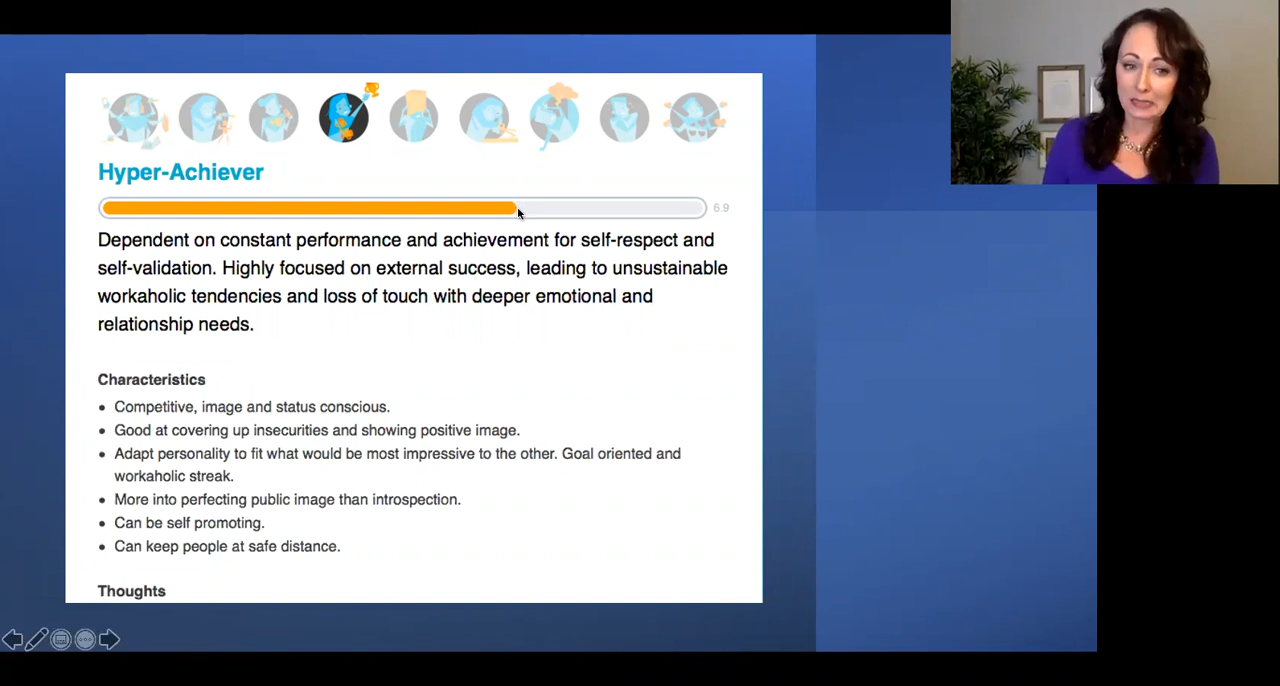 Hyper-Achiever
6.9
Dependent on constant performance and achievement for self-respect and
self-validation. Highly focused on external success, leading to unsustainable
workaholic tendencies and loss of touch with deeper emotional and
relationship needs.
Characteristics
• Competitive, image and status conscious.
• Good at covering up insecurities and showing positive image.
• Adapt personality to fit what would be most impressive to the other. Goal oriented and
workaholic streak.
• More into perfecting public image than introspection.
• Can be self promoting.
• Can keep people at safe distance.
Thoughts